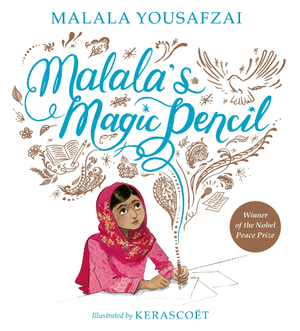 MALALA YOUSAFZAI
Malala's
Magic Pencil
Winner
of the Nobel
Peace Prize
Illustrated by KERASCOËT